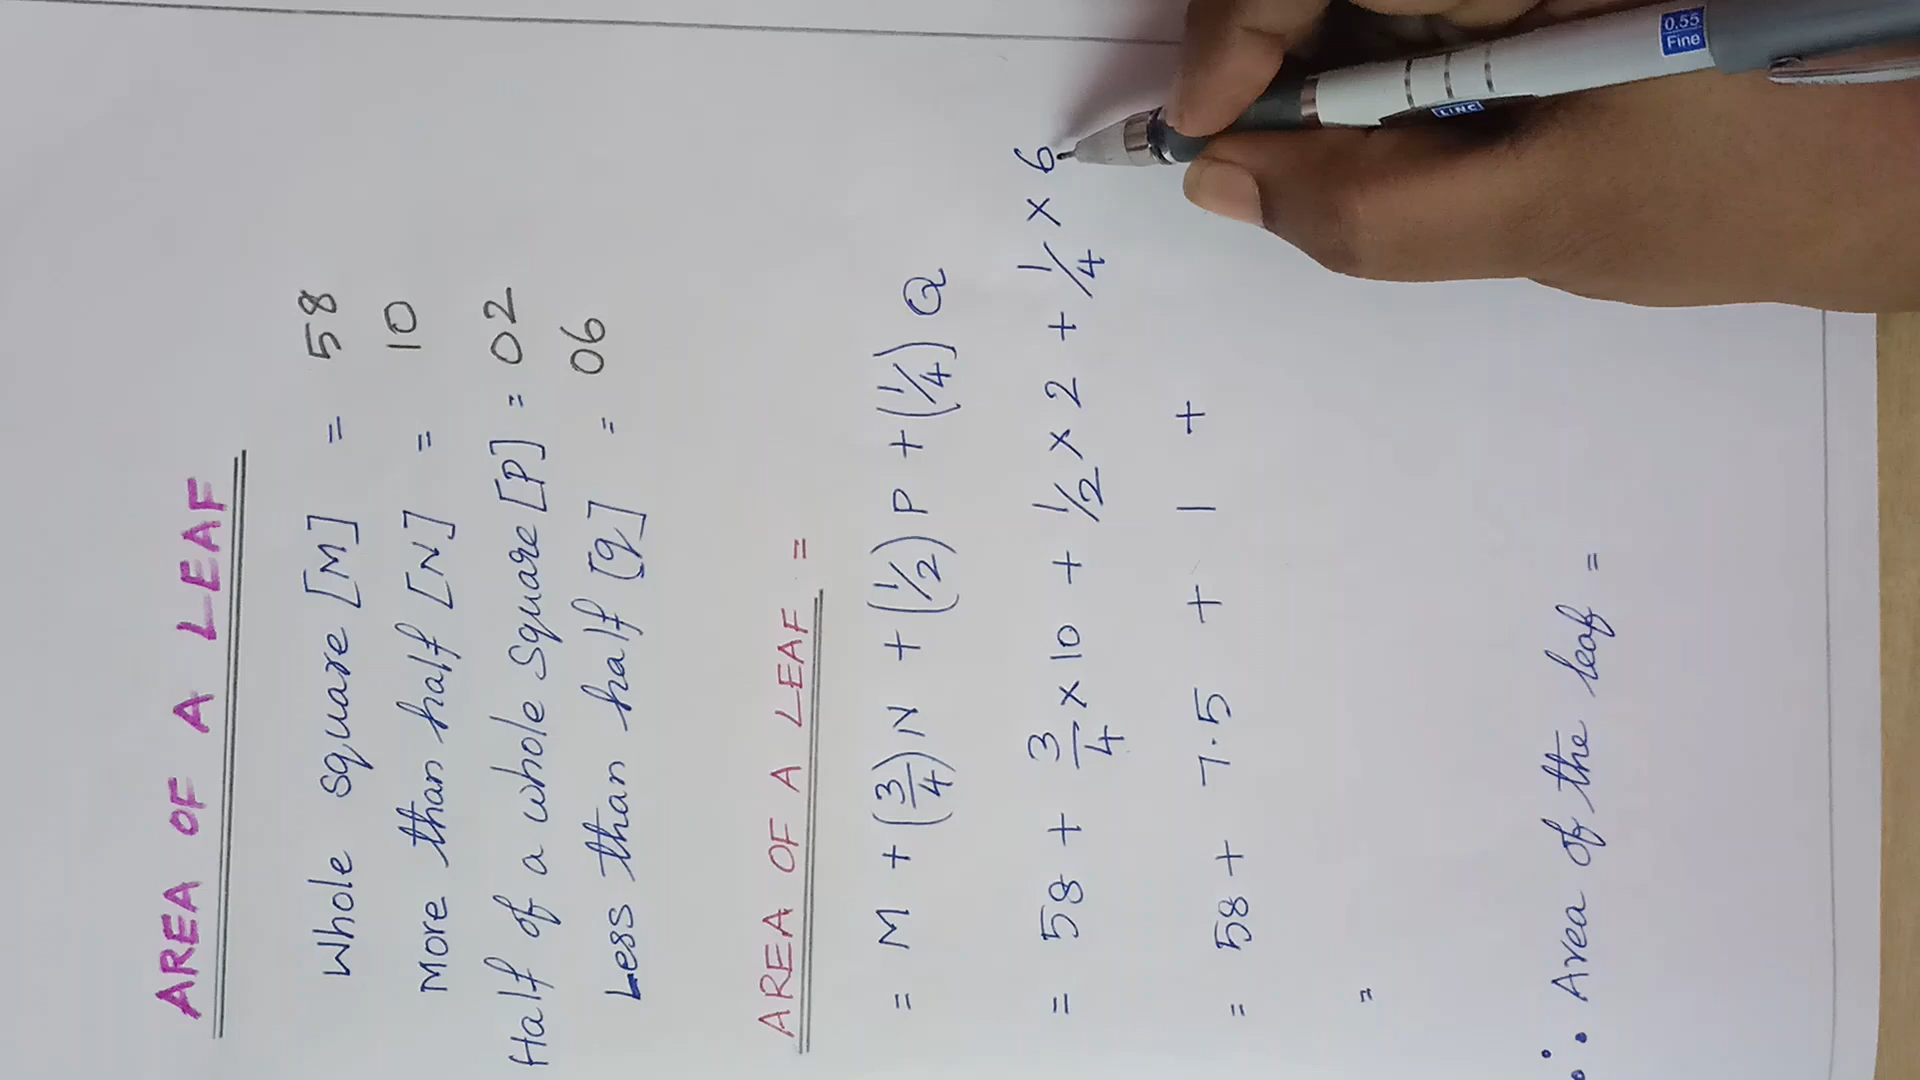 AREA OF A LEAF
Whole square [M] = 58
More than half [N] = 10
Half of a whole square [P] = 02
Less than half [q] = 06
AREA OF A LEAF =
= M + (3/4) N + (1/2) P + (1/4) Q
= 58 + 3/4 × 10 + 1/2 × 2 + 1/4 × 6
= 58 + 7.5 + 1 +
=
∴ Area of the leaf =
0.55
Fine
LINC